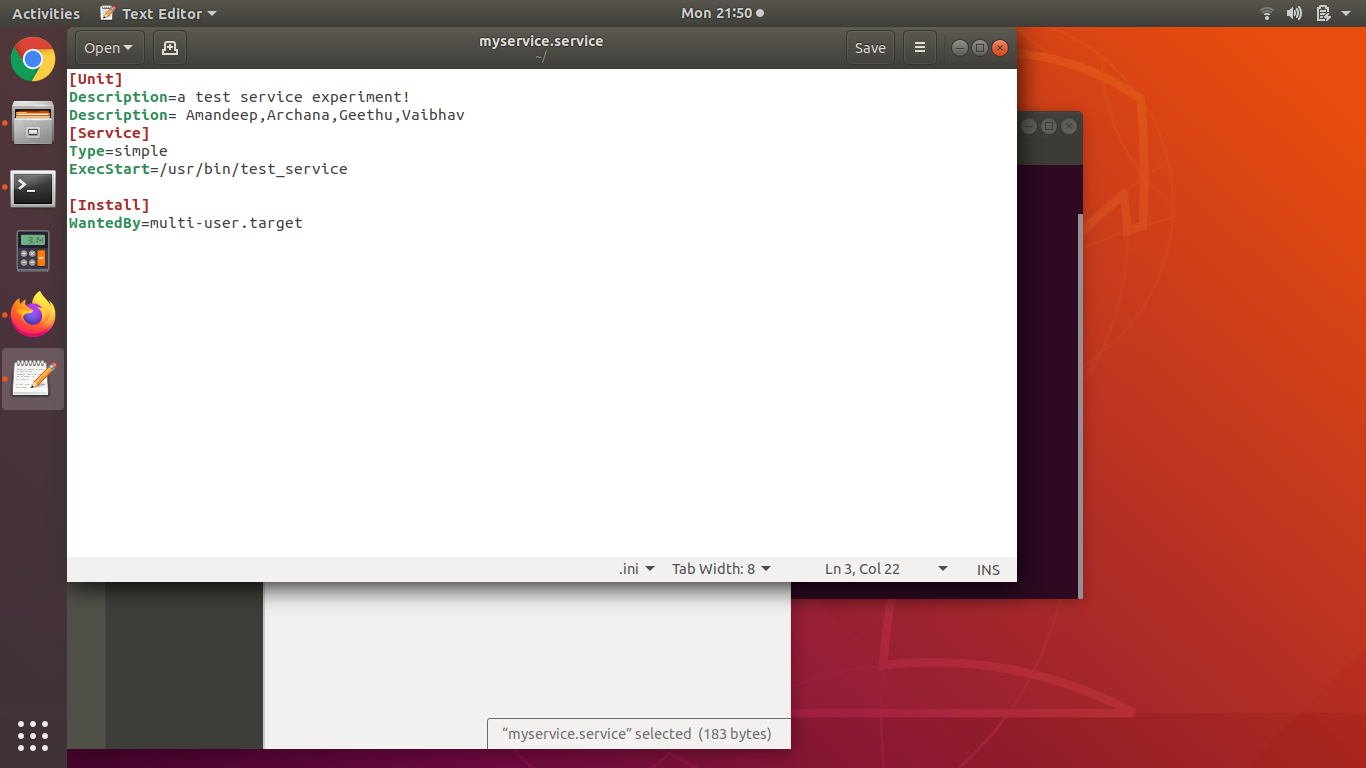 Activities Text Editor Mon 21:50
Open myservice.service Save
~/
[Unit]
Description=a test service experiment!
Description= Amandeep,Archana,Geethu,Vaibhav
[Service]
Type=simple
ExecStart=/usr/bin/test_service
[Install]
WantedBy=multi-user.target
.ini Tab Width: 8 Ln 3, Col 22 INS
“myservice.service” selected (183 bytes)